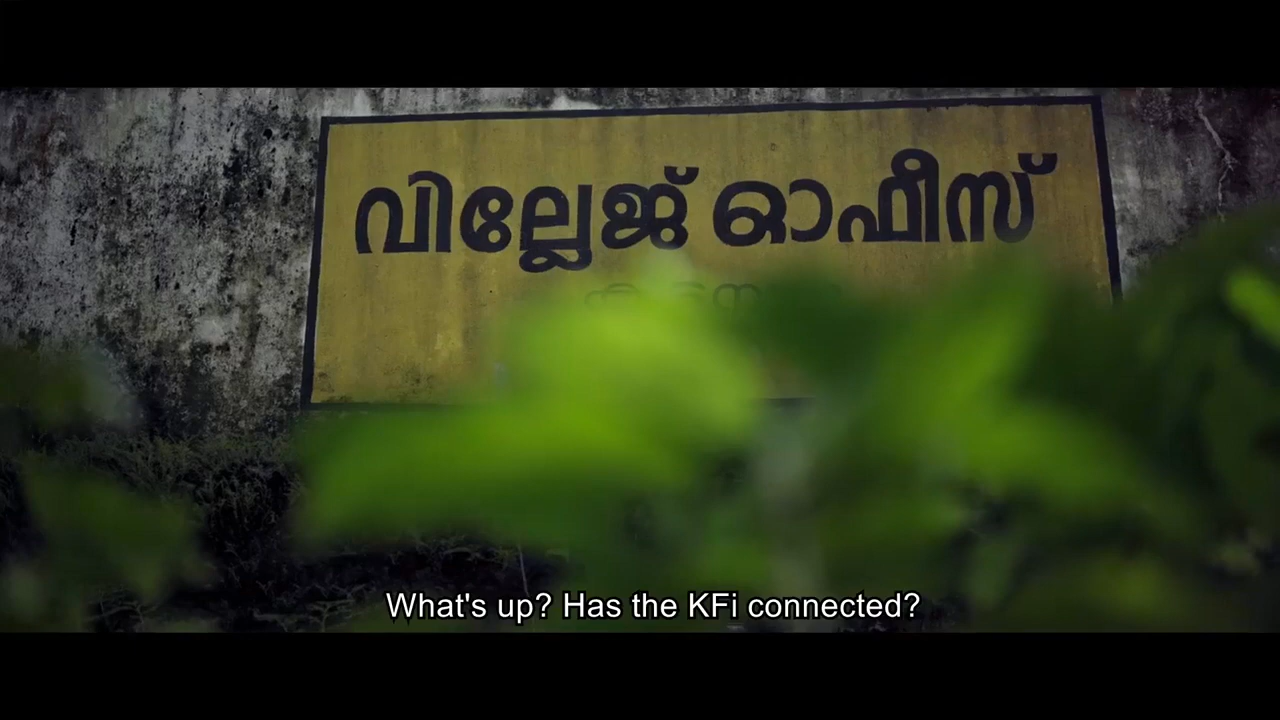 വില്ലേജ് ഓഫീസ്
What's up? Has the KFi connected?